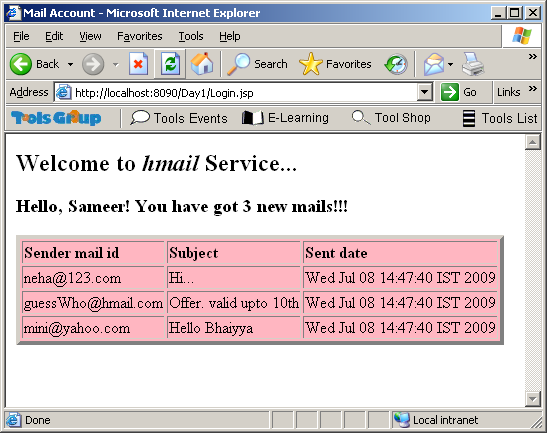 Mail Account - Microsoft Internet Explorer
File Edit View Favorites Tools Help
Back Search Favorites »
Address http://localhost:8090/Day1/Login.jsp Go Links »
Tools Group Tools Events E-Learning Tool Shop Tools List
Welcome to hmail Service...
Hello, Sameer! You have got 3 new mails!!!
Sender mail id Subject Sent date
neha@123.com Hi... Wed Jul 08 14:47:40 IST 2009
guessWho@hmail.com Offer. valid upto 10th Wed Jul 08 14:47:40 IST 2009
mini@yahoo.com Hello Bhaiyya Wed Jul 08 14:47:40 IST 2009
Done Local intranet